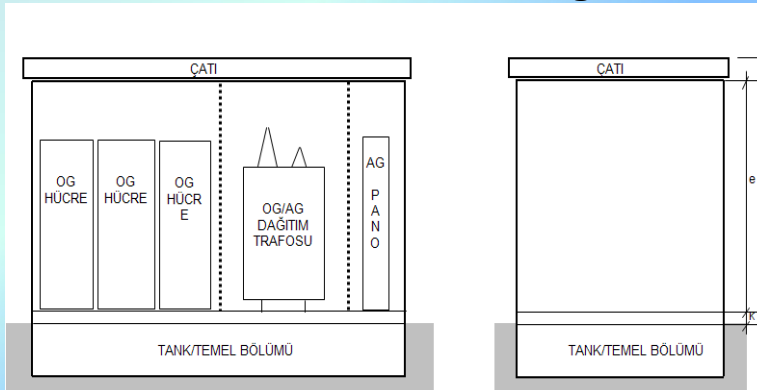 ÇATI
OG
HÜCRE
OG
HÜCRE
OG
HÜCR
E
OG/AG
DAĞITIM
TRAFOSU
AG
P
A
N
O
TANK/TEMEL BÖLÜMÜ
ÇATI
e
K
TANK/TEMEL BÖLÜMÜ